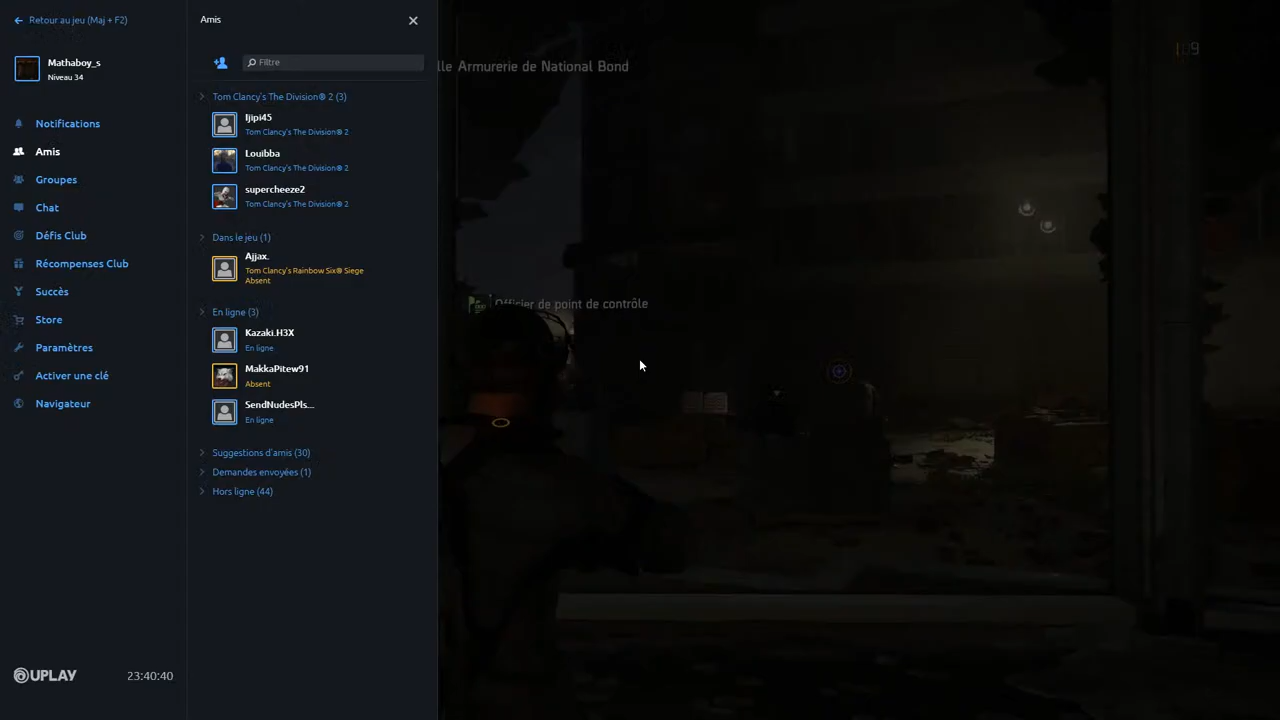 Retour au jeu (Maj + F2)
Mathaboy_s
Niveau 34
Notifications
Amis
Groupes
Chat
Défis Club
Récompenses Club
Succès
Store
Paramètres
Activer une clé
Navigateur
UPLAY
23:40:40
Amis
Filtre
Tom Clancy's The Division® 2 (3)
Ijipi45
Tom Clancy's The Division® 2
Louibba
Tom Clancy's The Division® 2
supercheeze2
Tom Clancy's The Division® 2
Dans le jeu (1)
Ajjax.
Tom Clancy's Rainbow Six® Siege
Absent
En ligne (3)
Kazaki.H3X
En ligne
MakkaPitew91
Absent
SendNudesPls...
En ligne
Suggestions d'amis (30)
Demandes envoyées (1)
Hors ligne (44)
lle Armurerie de National Bond
Officier de point de contrôle